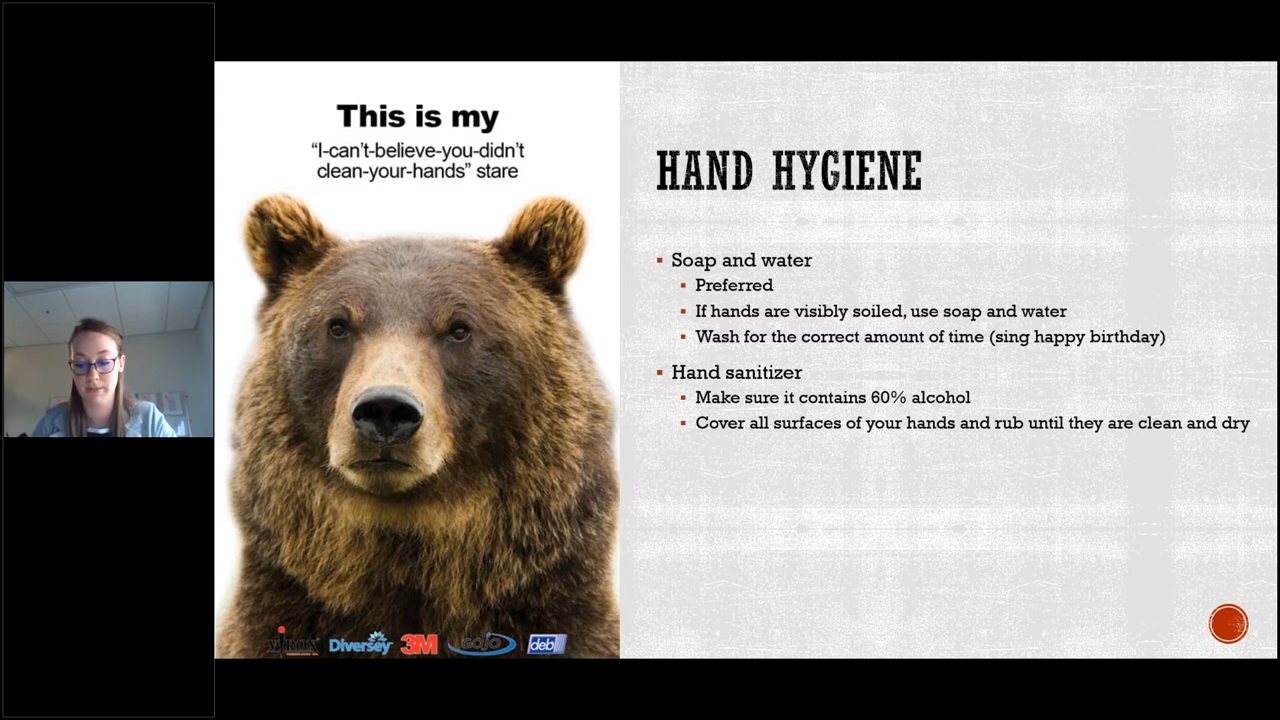 This is my
“I-can’t-believe-you-didn’t
clean-your-hands” stare
VIROX
Diversey
3M
GOJO
deb
HAND HYGIENE
Soap and water
Preferred
If hands are visibly soiled, use soap and water
Wash for the correct amount of time (sing happy birthday)
Hand sanitizer
Make sure it contains 60% alcohol
Cover all surfaces of your hands and rub until they are clean and dry